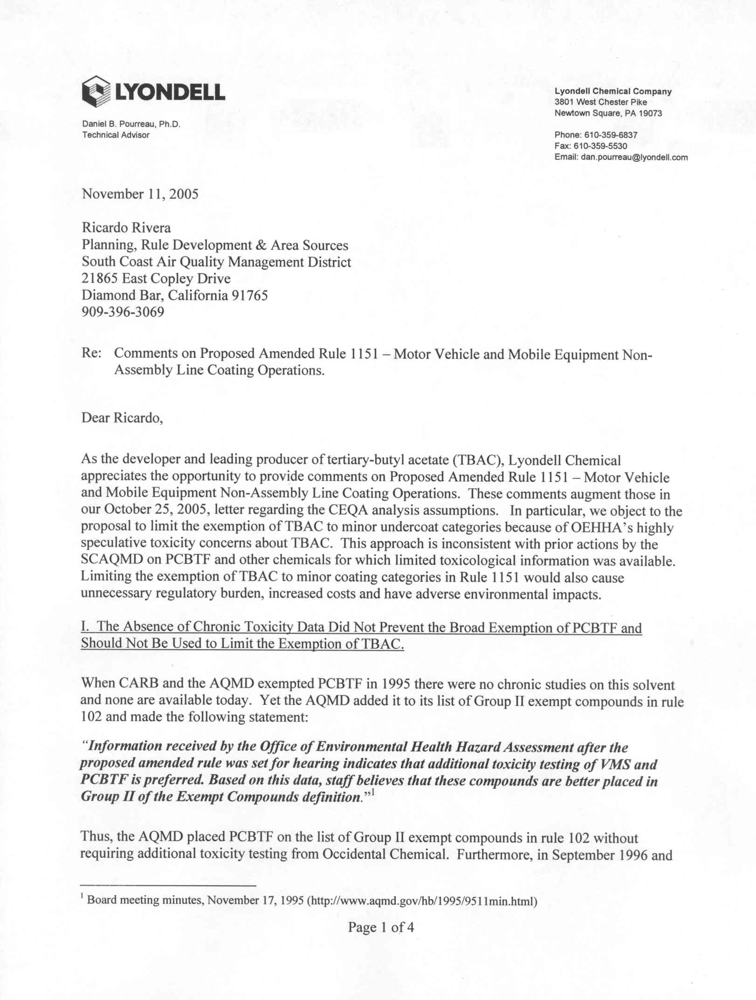 LYONDELL
Daniel B. Pourreau, Ph.D.
Technical Advisor
Lyondell Chemical Company
3801 West Chester Pike
Newtown Square, PA 19073
Phone: 610-359-6837
Fax: 610-359-5530
Email: dan.pourreau@lyondell.com
November 11, 2005
Ricardo Rivera
Planning, Rule Development & Area Sources
South Coast Air Quality Management District
21865 East Copley Drive
Diamond Bar, California 91765
909-396-3069
Re: Comments on Proposed Amended Rule 1151 – Motor Vehicle and Mobile Equipment Non-
Assembly Line Coating Operations.
Dear Ricardo,
As the developer and leading producer of tertiary-butyl acetate (TBAC), Lyondell Chemical
appreciates the opportunity to provide comments on Proposed Amended Rule 1151 – Motor Vehicle
and Mobile Equipment Non-Assembly Line Coating Operations. These comments augment those in
our October 25, 2005, letter regarding the CEQA analysis assumptions. In particular, we object to the
proposal to limit the exemption of TBAC to minor undercoat categories because of OEHHA's highly
speculative toxicity concerns about TBAC. This approach is inconsistent with prior actions by the
SCAQMD on PCBTF and other chemicals for which limited toxicological information was available.
Limiting the exemption of TBAC to minor coating categories in Rule 1151 would also cause
unnecessary regulatory burden, increased costs and have adverse environmental impacts.
I. The Absence of Chronic Toxicity Data Did Not Prevent the Broad Exemption of PCBTF and
Should Not Be Used to Limit the Exemption of TBAC.
When CARB and the AQMD exempted PCBTF in 1995 there were no chronic studies on this solvent
and none are available today. Yet the AQMD added it to its list of Group II exempt compounds in rule
102 and made the following statement:
“Information received by the Office of Environmental Health Hazard Assessment after the
proposed amended rule was set for hearing indicates that additional toxicity testing of VMS and
PCBTF is preferred. Based on this data, staff believes that these compounds are better placed in
Group II of the Exempt Compounds definition.”1
Thus, the AQMD placed PCBTF on the list of Group II exempt compounds in rule 102 without
requiring additional toxicity testing from Occidental Chemical. Furthermore, in September 1996 and
1 Board meeting minutes, November 17, 1995 (http://www.aqmd.gov/hb/1995/9511min.html)
Page 1 of 4